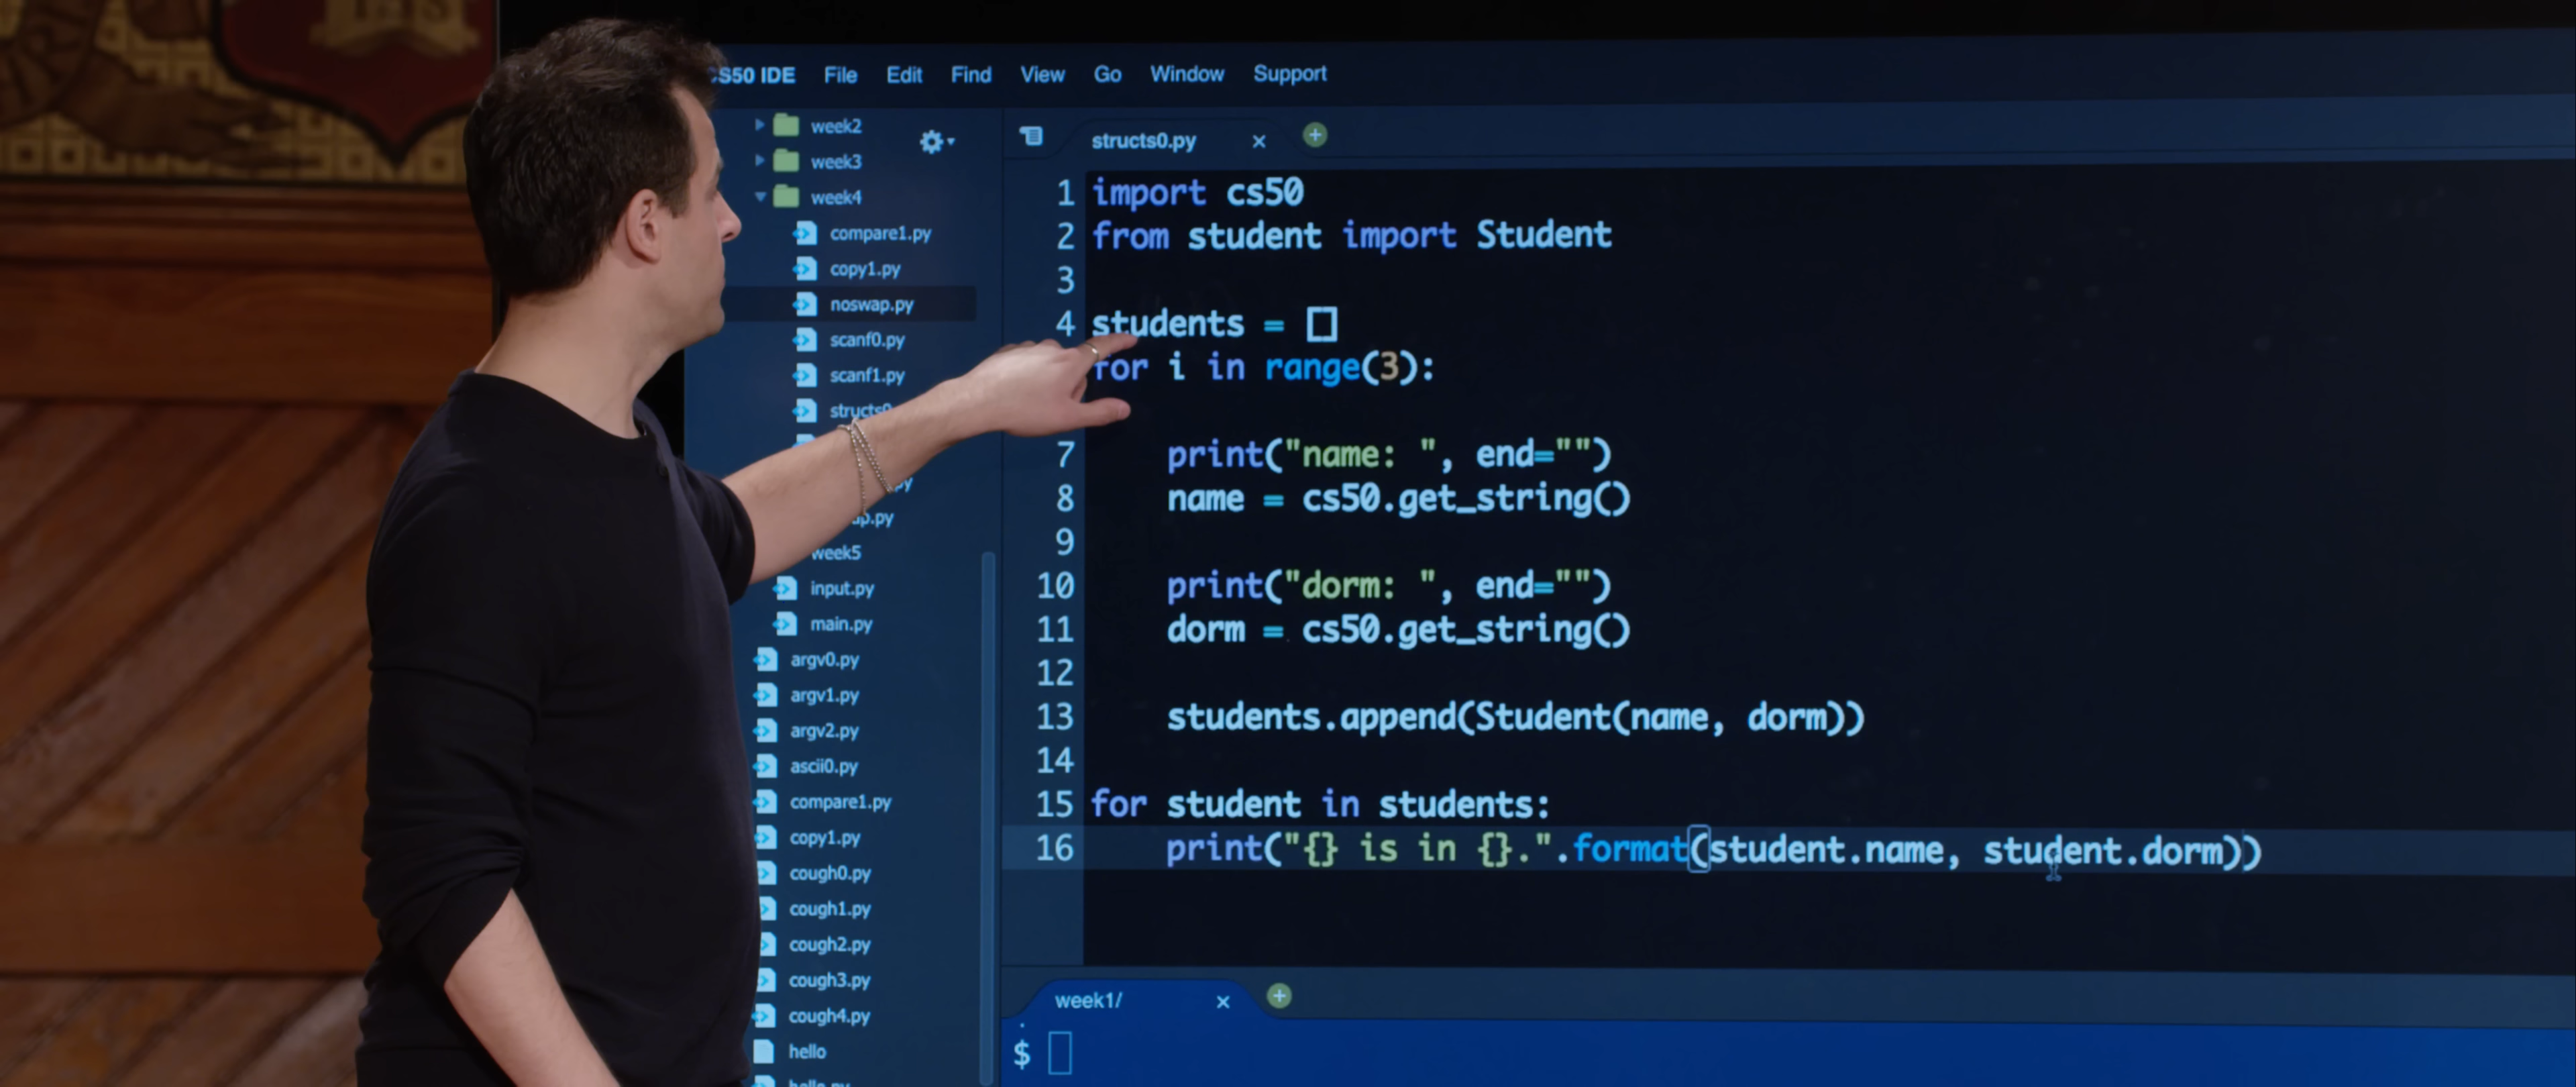 CS50 IDE File Edit Find View Go Window Support
week2
week3
week4
compare1.py
copy1.py
noswap.py
scanf0.py
scanf1.py
week5
input.py
main.py
argv0.py
argv1.py
argv2.py
ascii0.py
compare1.py
copy1.py
cough0.py
cough1.py
cough2.py
cough3.py
cough4.py
hello
structs0.py
1 import cs50
2 from student import Student
3
4 students = []
for i in range(3):
7 print("name: ", end="")
8 name = cs50.get_string()
9
10 print("dorm: ", end="")
11 dorm = cs50.get_string()
12
13 students.append(Student(name, dorm))
14
15 for student in students:
16 print("{} is in {}.".format(student.name, student.dorm))
week1/
$